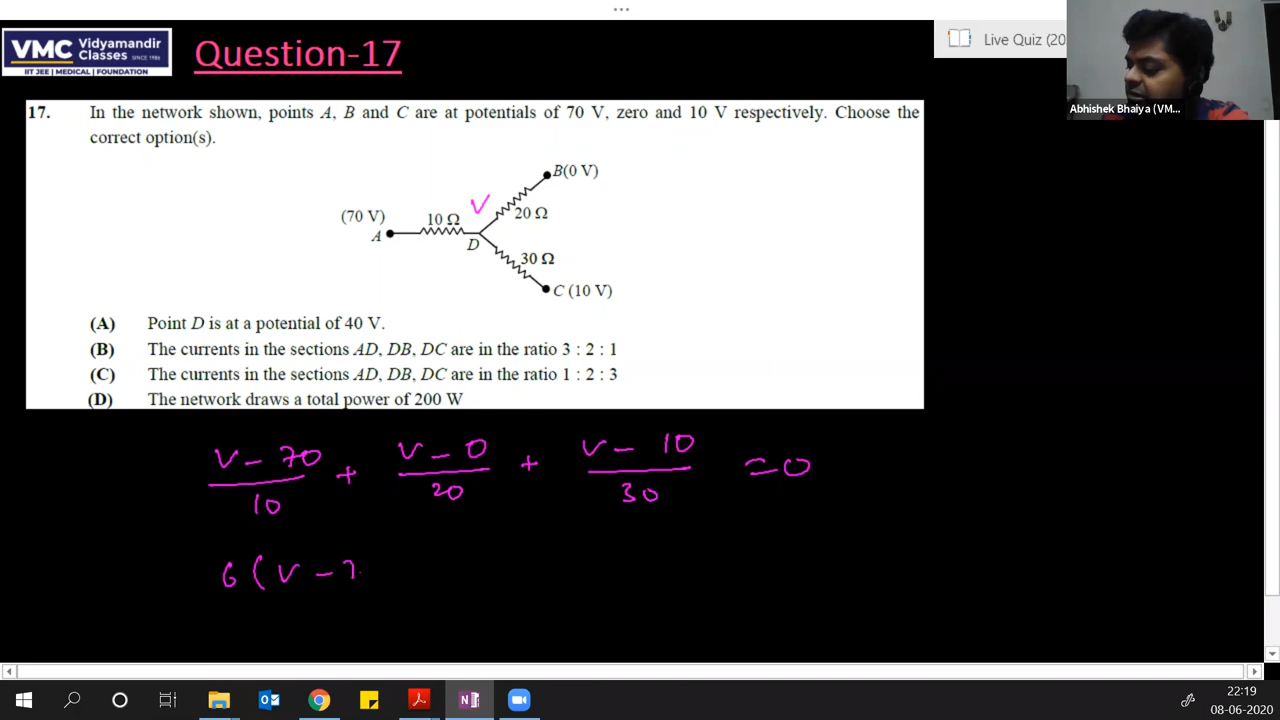 ...
VMC Vidyamandir Classes SINCE 1986
IIT JEE | MEDICAL | FOUNDATION
Question-17
Live Quiz (20
Abhishek Bhaiya (VM...
17. In the network shown, points A, B and C are at potentials of 70 V, zero and 10 V respectively. Choose the
correct option(s).
B(0 V)
V
(70 V)
10 Ω
20 Ω
A
D
30 Ω
C (10 V)
(A) Point D is at a potential of 40 V.
(B) The currents in the sections AD, DB, DC are in the ratio 3 : 2 : 1
(C) The currents in the sections AD, DB, DC are in the ratio 1 : 2 : 3
(D) The network draws a total power of 200 W
V - 70 / 10 + V - 0 / 20 + V - 10 / 30 = 0
6 ( V - 7
22:19
08-06-2020